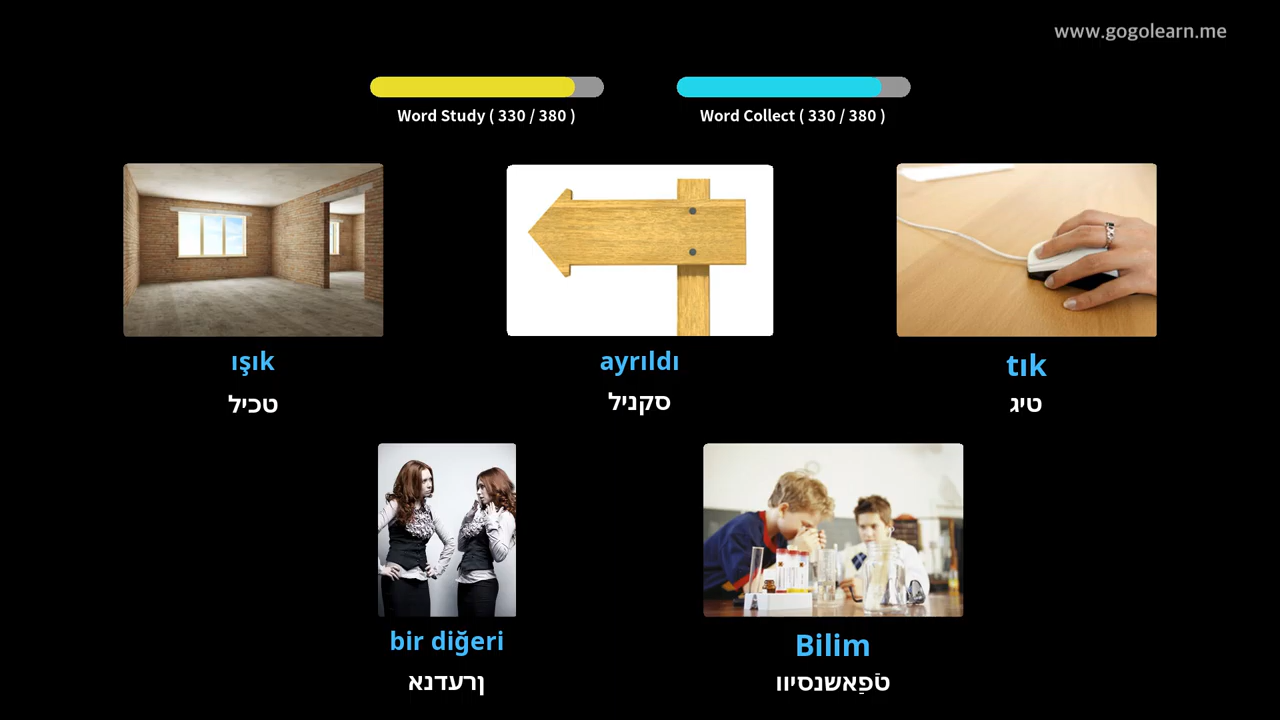 www.gogolearn.me
Word Study ( 330 / 380 )
Word Collect ( 330 / 380 )
ışık
ayrıldı
tık
טכיל
סקניל
טיג
bir diğeri
Bilim
ןרעדנא
טֿפַאשנסיוו